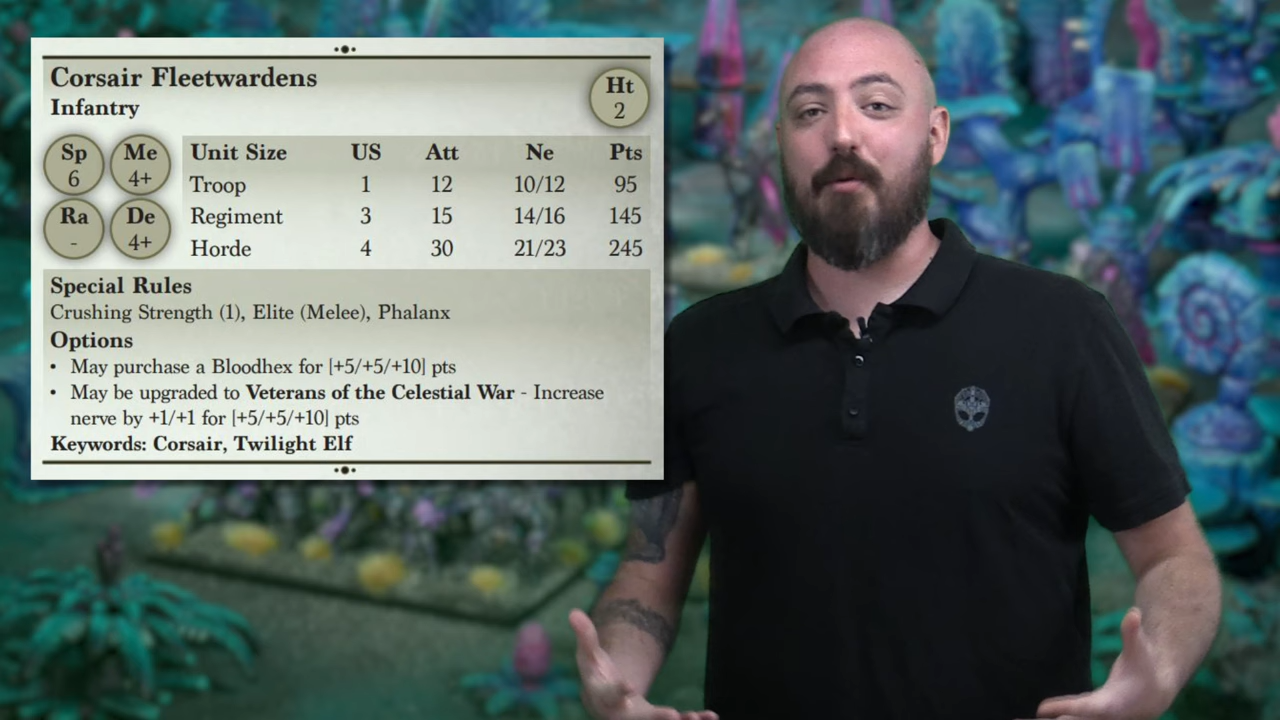 Corsair Fleetwardens
Infantry
Ht
2
Sp
6
Me
4+
Ra
-
De
4+
Unit Size US Att Ne Pts
Troop 1 12 10/12 95
Regiment 3 15 14/16 145
Horde 4 30 21/23 245
Special Rules
Crushing Strength (1), Elite (Melee), Phalanx
Options
• May purchase a Bloodhex for [+5/+5/+10] pts
• May be upgraded to Veterans of the Celestial War - Increase
nerve by +1/+1 for [+5/+5/+10] pts
Keywords: Corsair, Twilight Elf